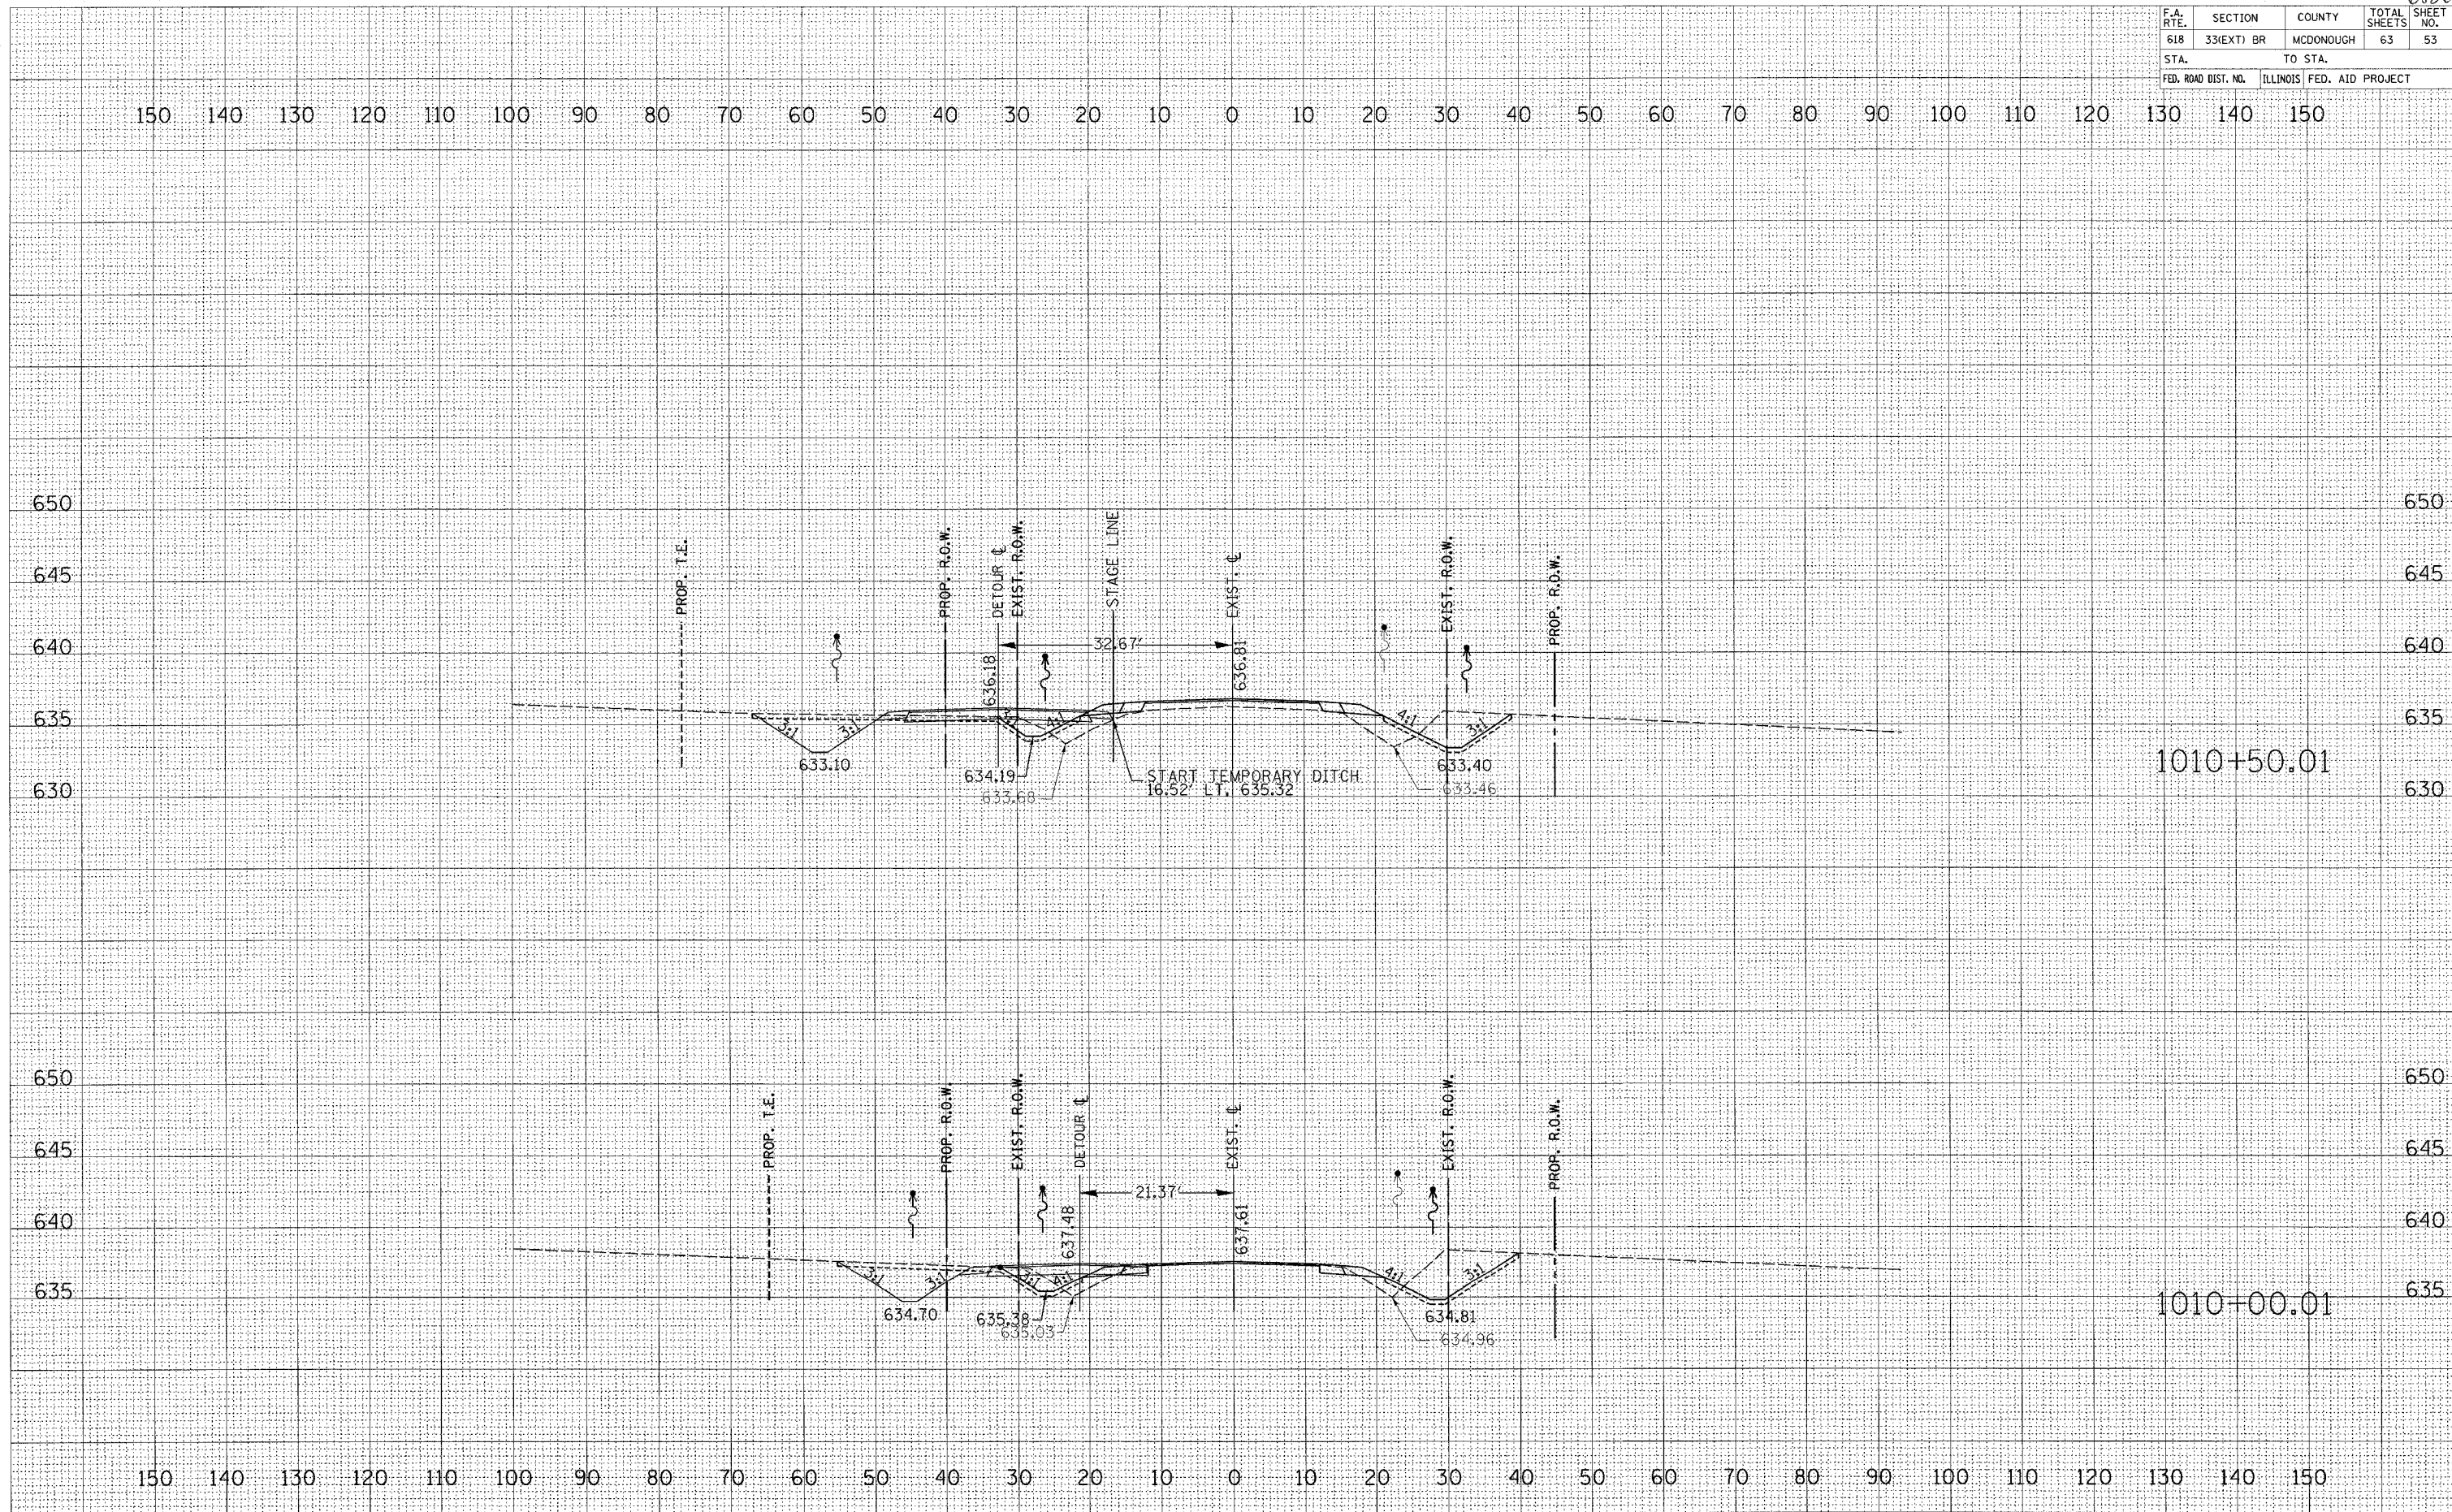 F.A. RTE. SECTION COUNTY TOTAL SHEETS SHEET NO.
618 33(EXT) BR MCDONOUGH 63 53
STA. TO STA.
FED. ROAD DIST. NO. ILLINOIS FED. AID PROJECT
150 140 130 120 110 100 90 80 70 60 50 40 30 20 10 0 10 20 30 40 50 60 70 80 90 100 110 120 130 140 150
650 650
645 645
640 640
635 635
630 630
PROP. T.E.
PROP. R.O.W.
DETOUR ℄
EXIST. R.O.W.
STAGE LINE
EXIST. ℄
EXIST. R.O.W.
PROP. R.O.W.
32.67'
636.18
636.81
3:1 3:1 3:1 4:1 4:1 3:1
633.10
634.19
633.68
START TEMPORARY DITCH
16.52' LT. 635.32
633.40
633.46
1010+50.01
650 650
645 645
640 640
635 635
PROP. T.E.
PROP. R.O.W.
EXIST. R.O.W.
DETOUR ℄
EXIST. ℄
EXIST. R.O.W.
PROP. R.O.W.
21.37'
637.48
637.61
3:1 3:1 3:1 4:1 4:1 3:1
634.70
635.38
635.03
634.81
634.96
1010+00.01
150 140 130 120 110 100 90 80 70 60 50 40 30 20 10 0 10 20 30 40 50 60 70 80 90 100 110 120 130 140 150